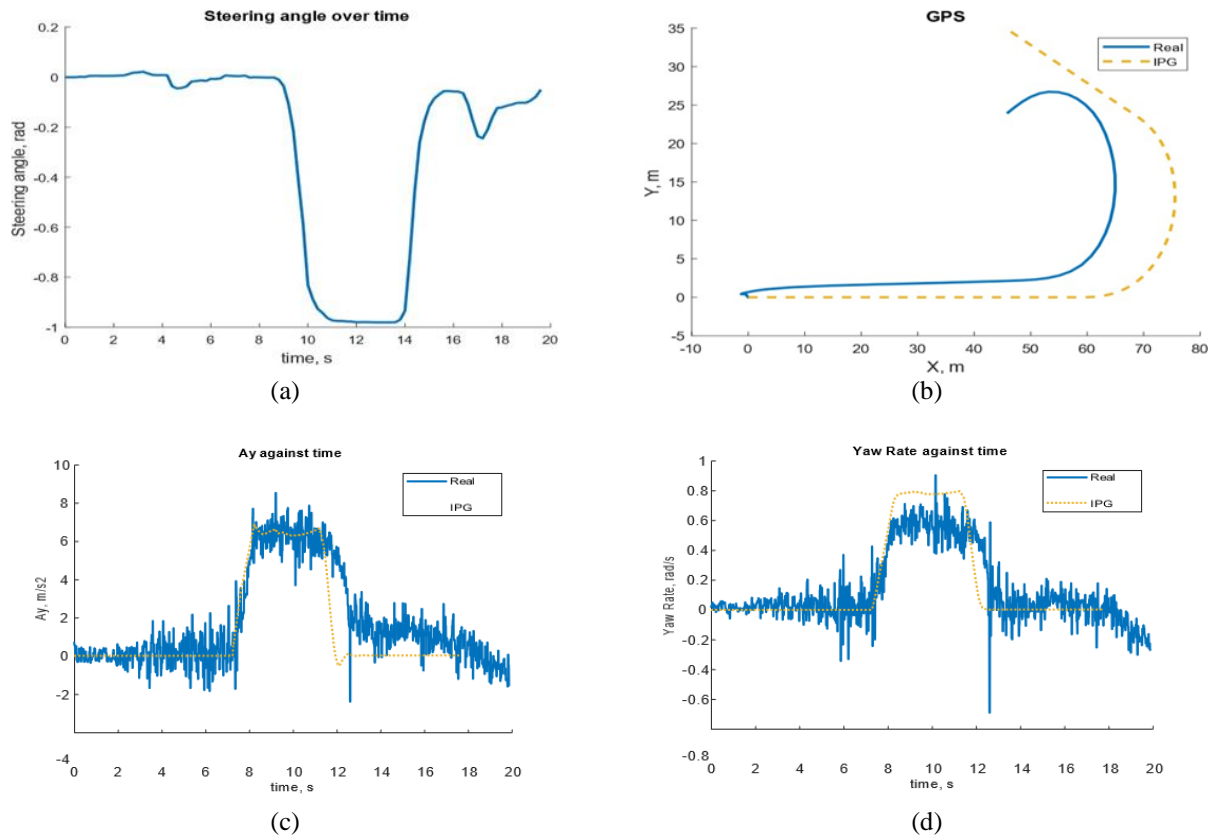 Steering angle over time
0
-0.2
-0.4
-0.6
-0.8
-1
Steering angle, rad
0 2 4 6 8 10 12 14 16 18 20
time, s
(a)
GPS
Real
IPG
35
30
25
20
15
10
5
0
-5
Y, m
-10 0 10 20 30 40 50 60 70 80
X, m
(b)
Ay against time
Real
IPG
10
8
6
4
2
0
-2
-4
Ay, m/s2
0 2 4 6 8 10 12 14 16 18 20
time, s
(c)
Yaw Rate against time
Real
IPG
1
0.8
0.6
0.4
0.2
0
-0.2
-0.4
-0.6
-0.8
Yaw Rate, rad/s
0 2 4 6 8 10 12 14 16 18 20
time, s
(d)